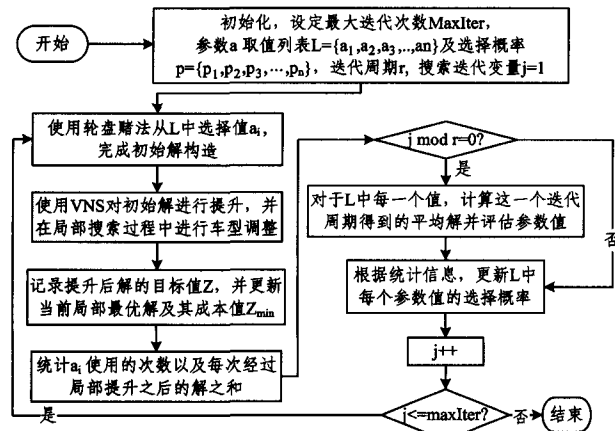 开始
初始化，设定最大迭代次数MaxIter，
参数a 取值列表L={a₁,a₂,a₃,..,an}及选择概率
p={p₁,p₂,p₃,…,pₙ}，迭代周期r, 搜索迭代变量j=1
使用轮盘赌法从L中选择值aᵢ,
完成初始解构造
使用VNS对初始解进行提升，并
在局部搜索过程中进行车型调整
记录提升后解的目标值Z，并更新
当前局部最优解及其成本值Zₘᵢₙ
统计aᵢ 使用的次数以及每次经过
局部提升之后的解之和
j mod r=0?
是
否
对于L中每一个值，计算这一个迭代
周期得到的平均解并评估参数值
根据统计信息，更新L中
每个参数值的选择概率
j++
j<=maxIter?
是
否
结束